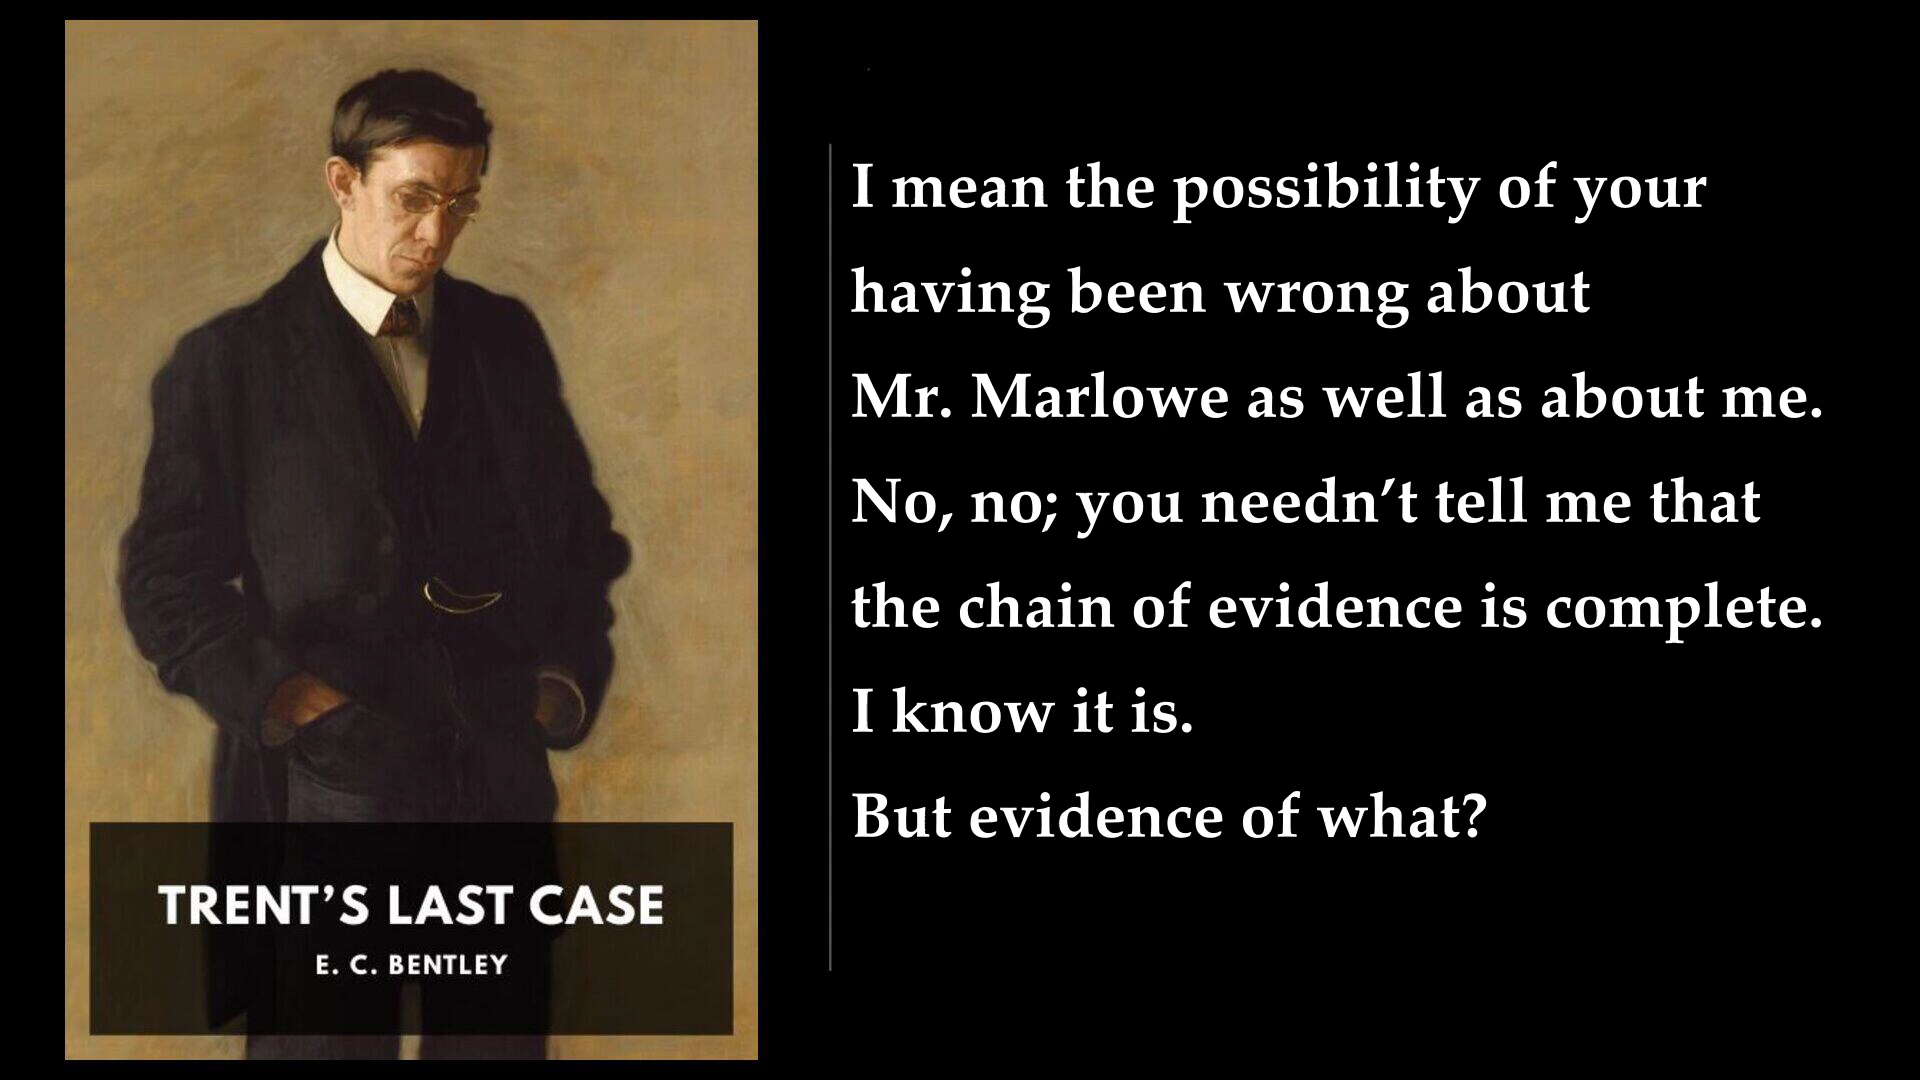 I mean the possibility of your
having been wrong about
Mr. Marlowe as well as about me.
No, no; you needn’t tell me that
the chain of evidence is complete.
I know it is.
But evidence of what?
TRENT’S LAST CASE
E. C. BENTLEY